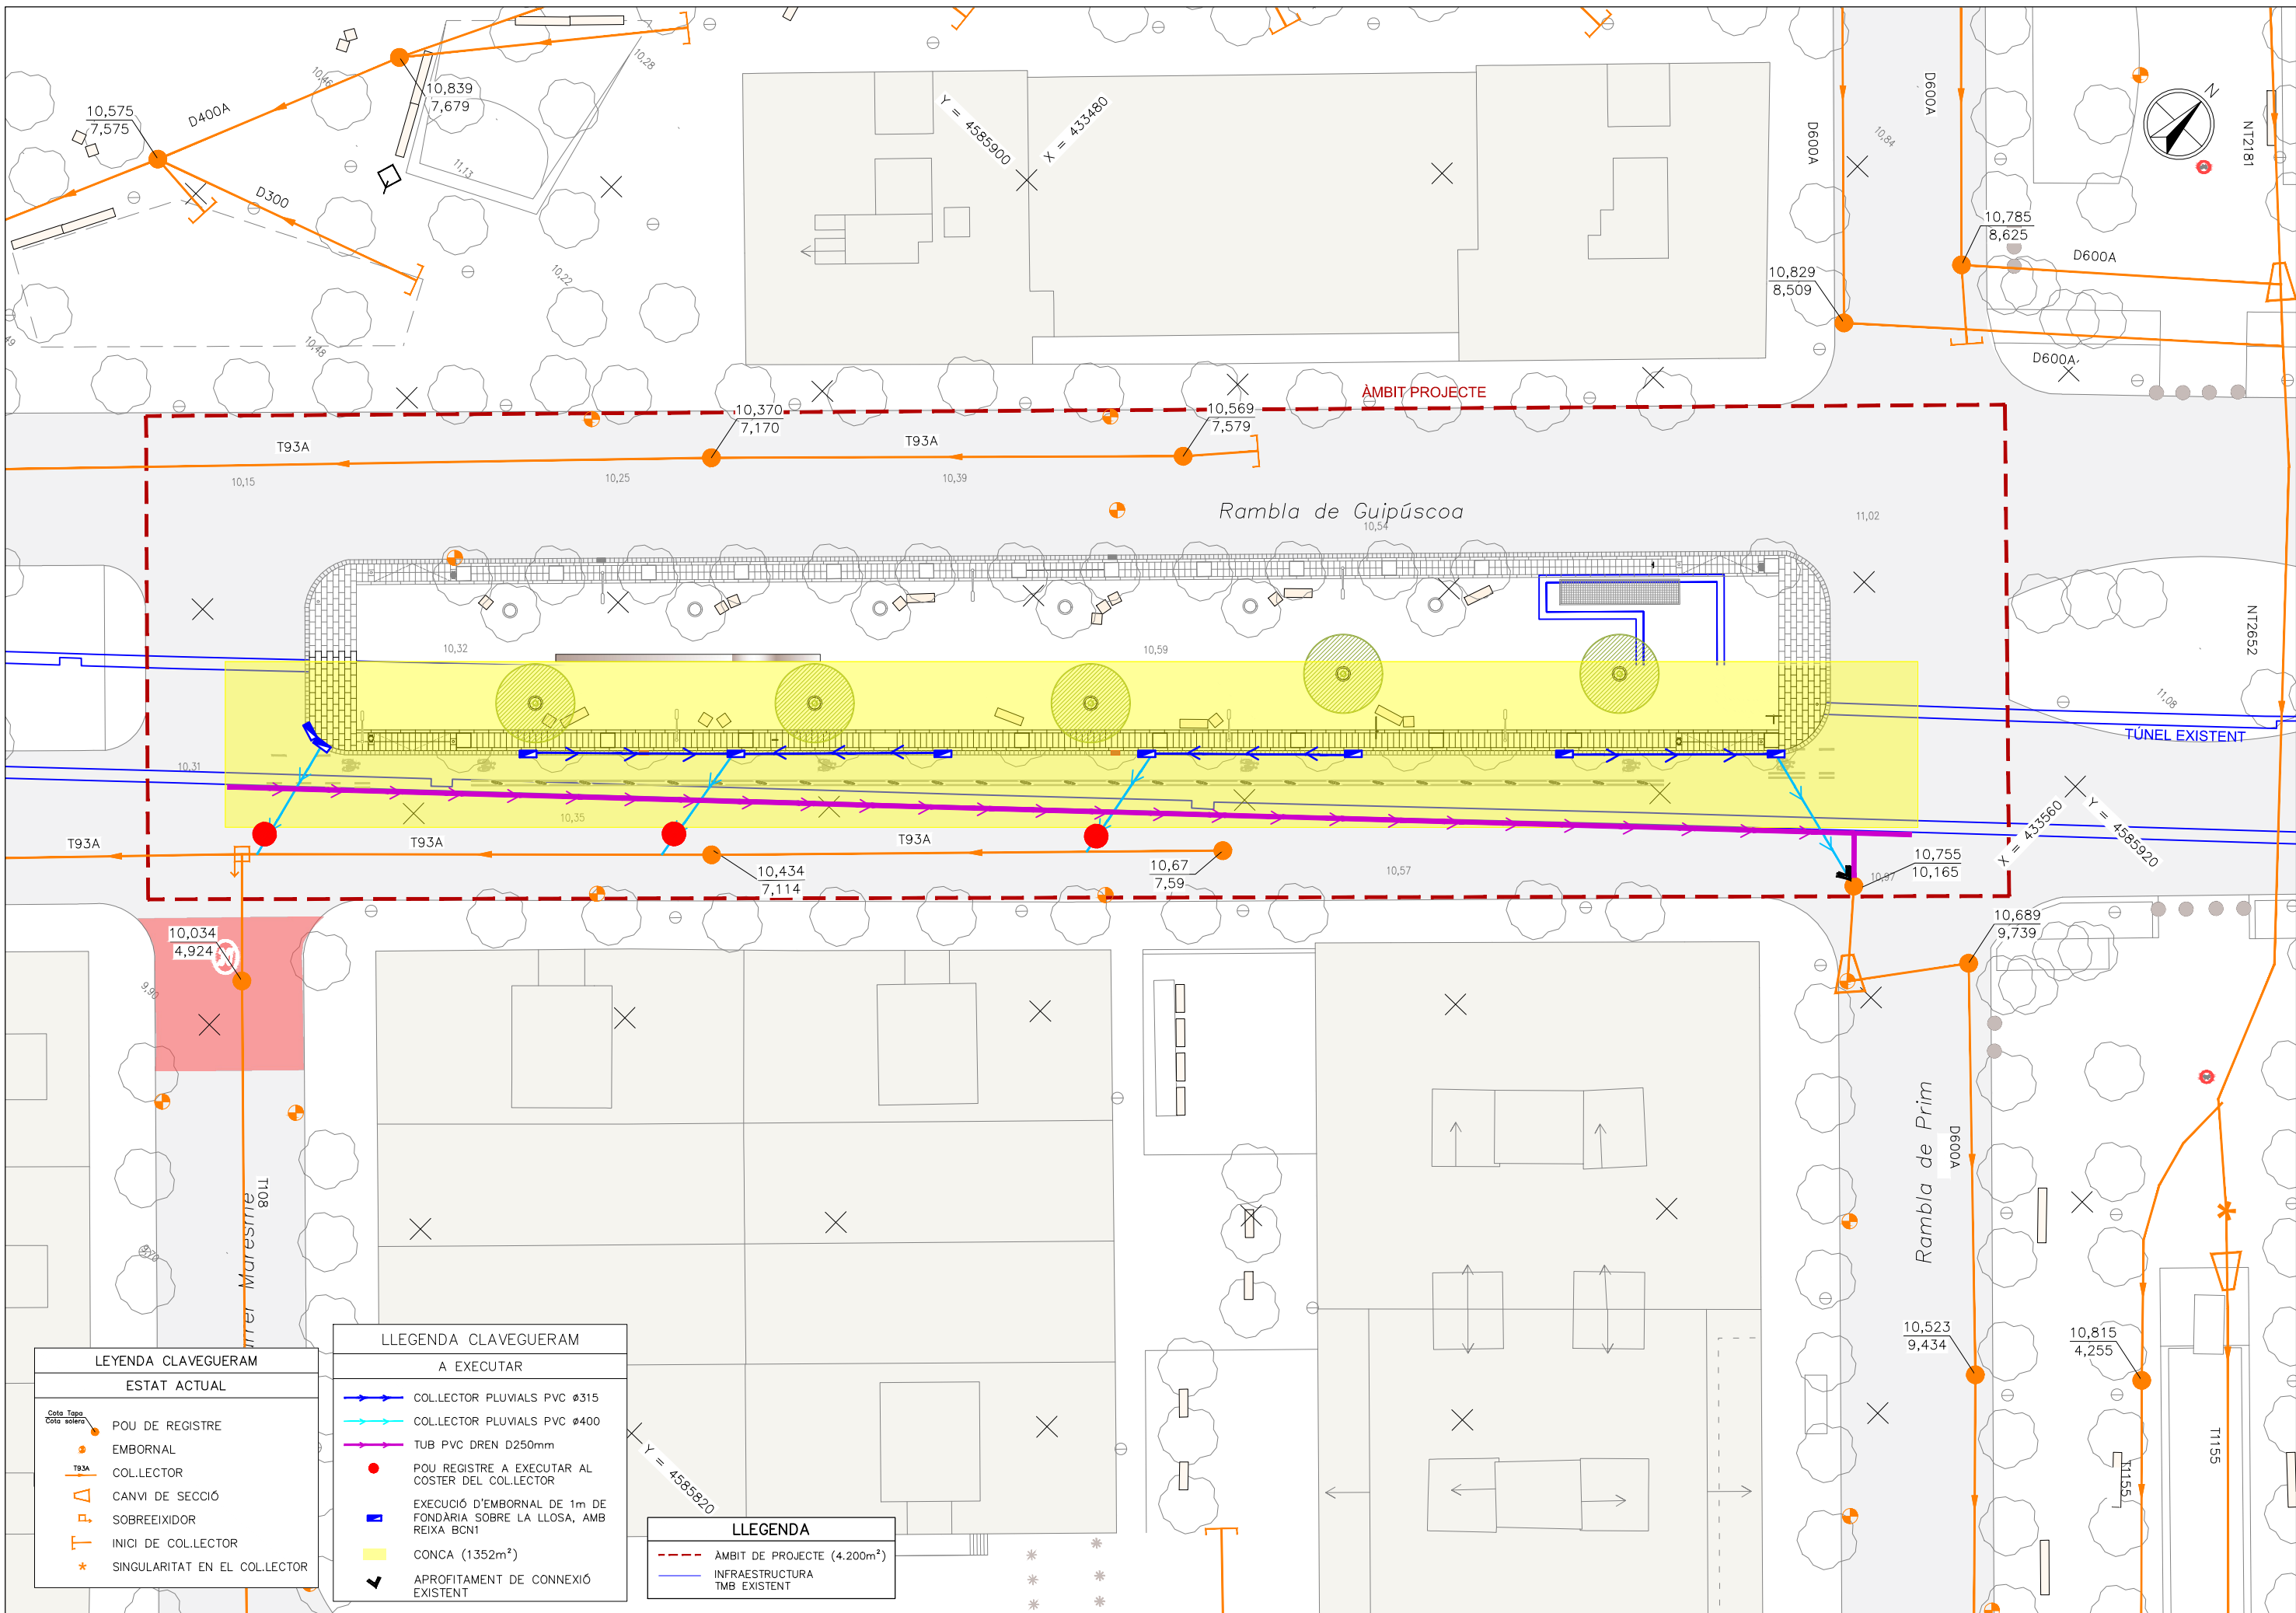 10,28
10,46
10,839
7,679
10,575
7,575
D400A
11,13
D300
10,22
10,48
Y = 4585900
X = 433480
D600A
D600A
10,84
N
NT2181
10,785
8,625
D600A
10,829
8,509
D600A
ÀMBIT PROJECTE
10,370
7,170
10,569
7,579
T93A
T93A
10,15
10,25
10,39
Rambla de Guipúscoa
10,54
11,02
10,32
10,59
NT2652
11,08
TÚNEL EXISTENT
10,31
10,35
T93A
T93A
T93A
10,434
7,114
10,67
7,59
10,57
10,97
10,755
10,165
X = 433560
Y = 4585920
10,034
4,924
10,689
9,739
9,90
T108
Rambla de Prim
D600A
10,523
9,434
10,815
4,255
T1155
T1155
Y = 4585820
LEYENDA CLAVEGUERAM
ESTAT ACTUAL
Cota Tapa
Cota solera
POU DE REGISTRE
EMBORNAL
T93A
COL.LECTOR
CANVI DE SECCIÓ
SOBREEIXIDOR
INICI DE COL.LECTOR
SINGULARITAT EN EL COL.LECTOR
LLEGENDA CLAVEGUERAM
A EXECUTAR
COL.LECTOR PLUVIALS PVC ø315
COL.LECTOR PLUVIALS PVC ø400
TUB PVC DREN D250mm
POU REGISTRE A EXECUTAR AL
COSTER DEL COL.LECTOR
EXECUCIÓ D'EMBORNAL DE 1m DE
FONDÀRIA SOBRE LA LLOSA, AMB
REIXA BCN1
CONCA (1352m²)
APROFITAMENT DE CONNEXIÓ
EXISTENT
LLEGENDA
ÀMBIT DE PROJECTE (4.200m²)
INFRAESTRUCTURA
TMB EXISTENT